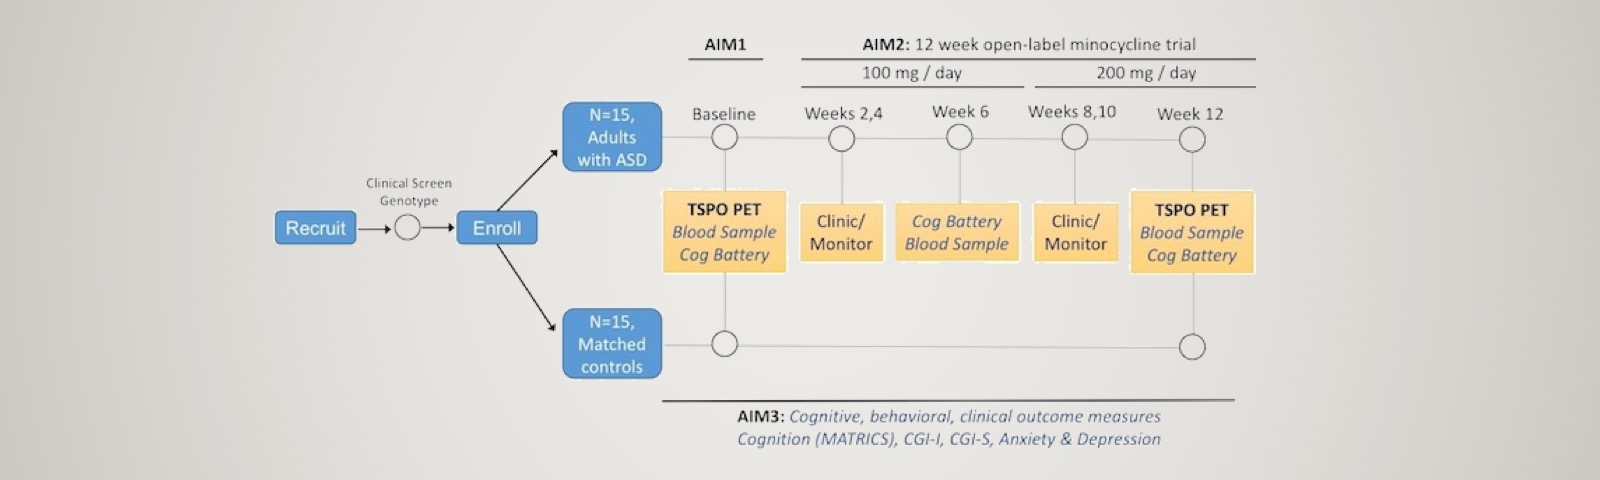 AIM1
AIM2: 12 week open-label minocycline trial
100 mg / day
200 mg / day
Baseline
Weeks 2,4
Week 6
Weeks 8,10
Week 12
N=15,
Adults
with ASD
Clinical Screen
Genotype
Recruit
Enroll
TSPO PET
Blood Sample
Cog Battery
Clinic/
Monitor
Cog Battery
Blood Sample
Clinic/
Monitor
TSPO PET
Blood Sample
Cog Battery
N=15,
Matched
controls
AIM3: Cognitive, behavioral, clinical outcome measures
Cognition (MATRICS), CGI-I, CGI-S, Anxiety & Depression